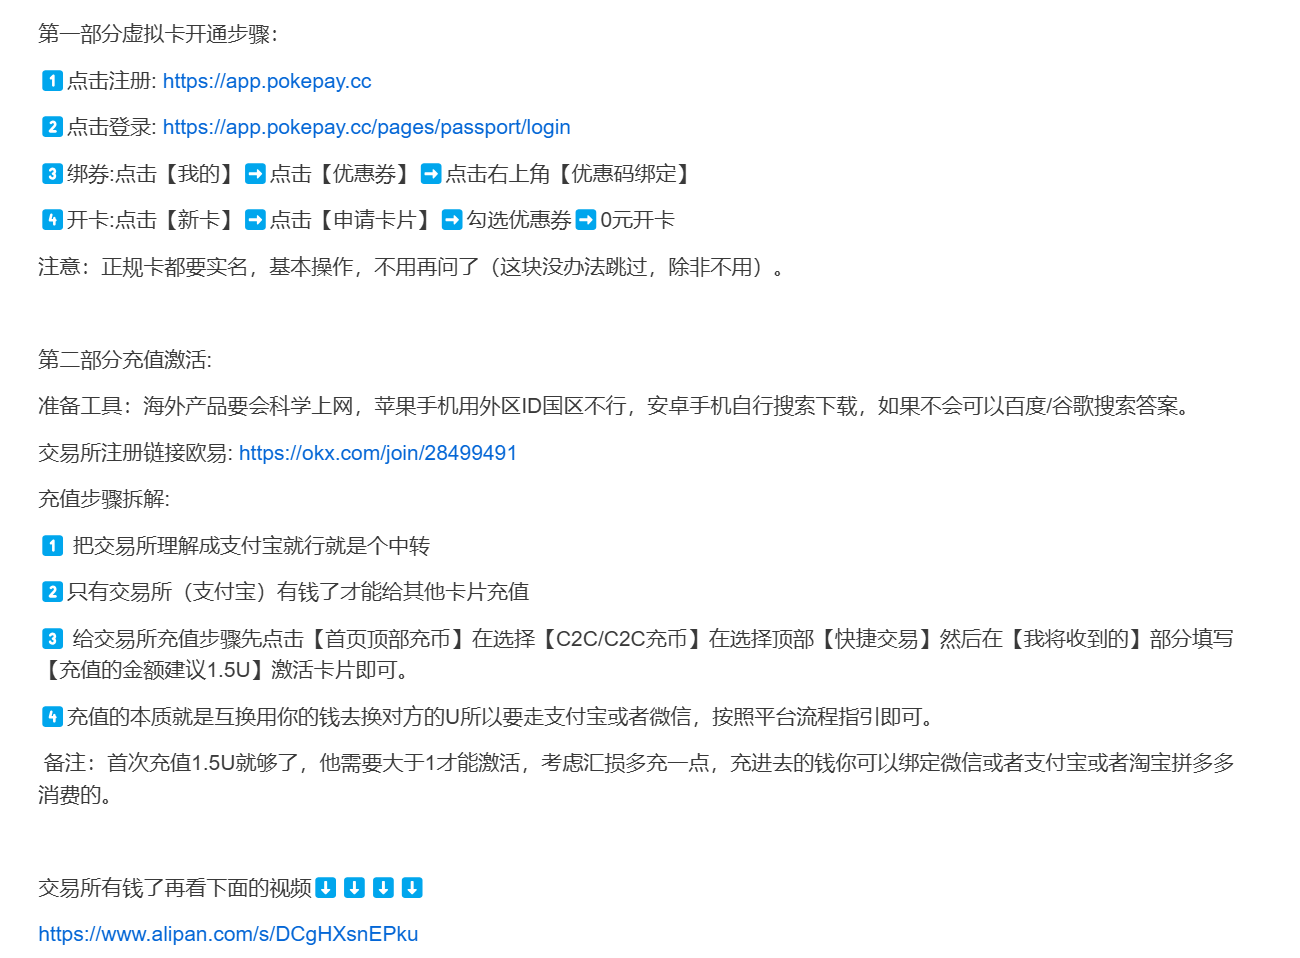 第一部分虚拟卡开通步骤:
1️⃣点击注册: https://app.pokepay.cc
2️⃣点击登录: https://app.pokepay.cc/pages/passport/login
3️⃣绑券:点击【我的】➡️点击【优惠券】➡️点击右上角【优惠码绑定】
4️⃣开卡:点击【新卡】➡️点击【申请卡片】➡️勾选优惠券➡️0元开卡
注意：正规卡都要实名，基本操作，不用再问了（这块没办法跳过，除非不用）。
第二部分充值激活:
准备工具：海外产品要会科学上网，苹果手机用外区ID国区不行，安卓手机自行搜索下载，如果不会可以百度/谷歌搜索答案。
交易所注册链接欧易: https://okx.com/join/28499491
充值步骤拆解:
1️⃣ 把交易所理解成支付宝就行就是个中转
2️⃣只有交易所（支付宝）有钱了才能给其他卡片充值
3️⃣ 给交易所充值步骤先点击【首页顶部充币】在选择【C2C/C2C充币】在选择顶部【快捷交易】然后在【我将收到的】部分填写
【充值的金额建议1.5U】激活卡片即可。
4️⃣充值的本质就是互换用你的钱去换对方的U所以要走支付宝或者微信，按照平台流程指引即可。
备注：首次充值1.5U就够了，他需要大于1才能激活，考虑汇损多充一点，充进去的钱你可以绑定微信或者支付宝或者淘宝拼多多
消费的。
交易所有钱了再看下面的视频⬇️⬇️⬇️⬇️
https://www.alipan.com/s/DCgHXsnEPku